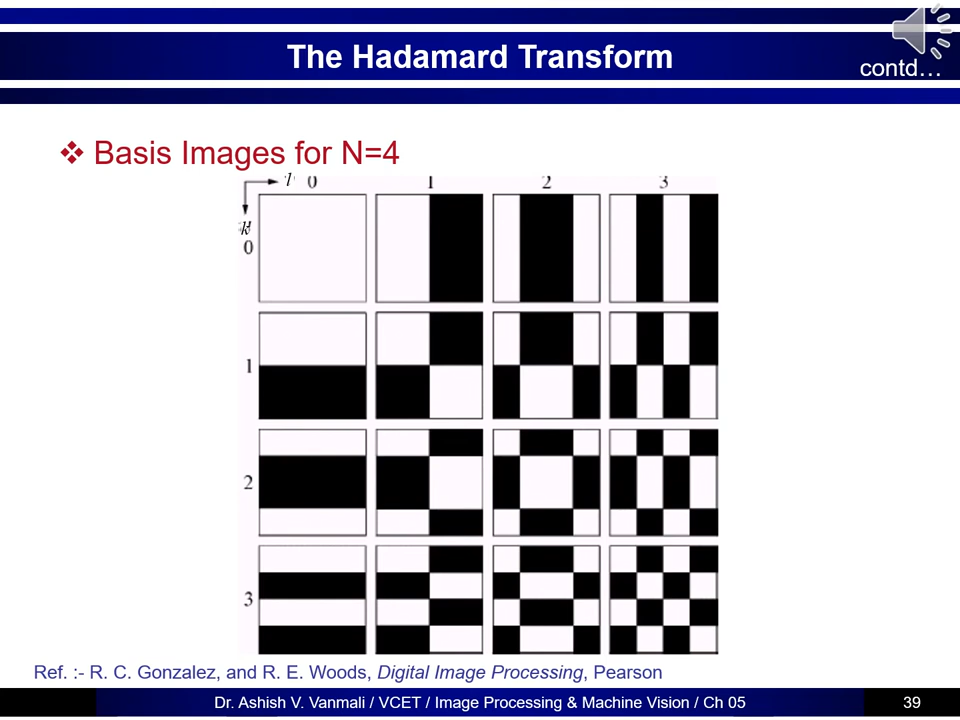 The Hadamard Transform
contd…
❖ Basis Images for N=4
l 0 1 2 3
k
0
1
2
3
Ref. :- R. C. Gonzalez, and R. E. Woods, Digital Image Processing, Pearson
Dr. Ashish V. Vanmali / VCET / Image Processing & Machine Vision / Ch 05
39